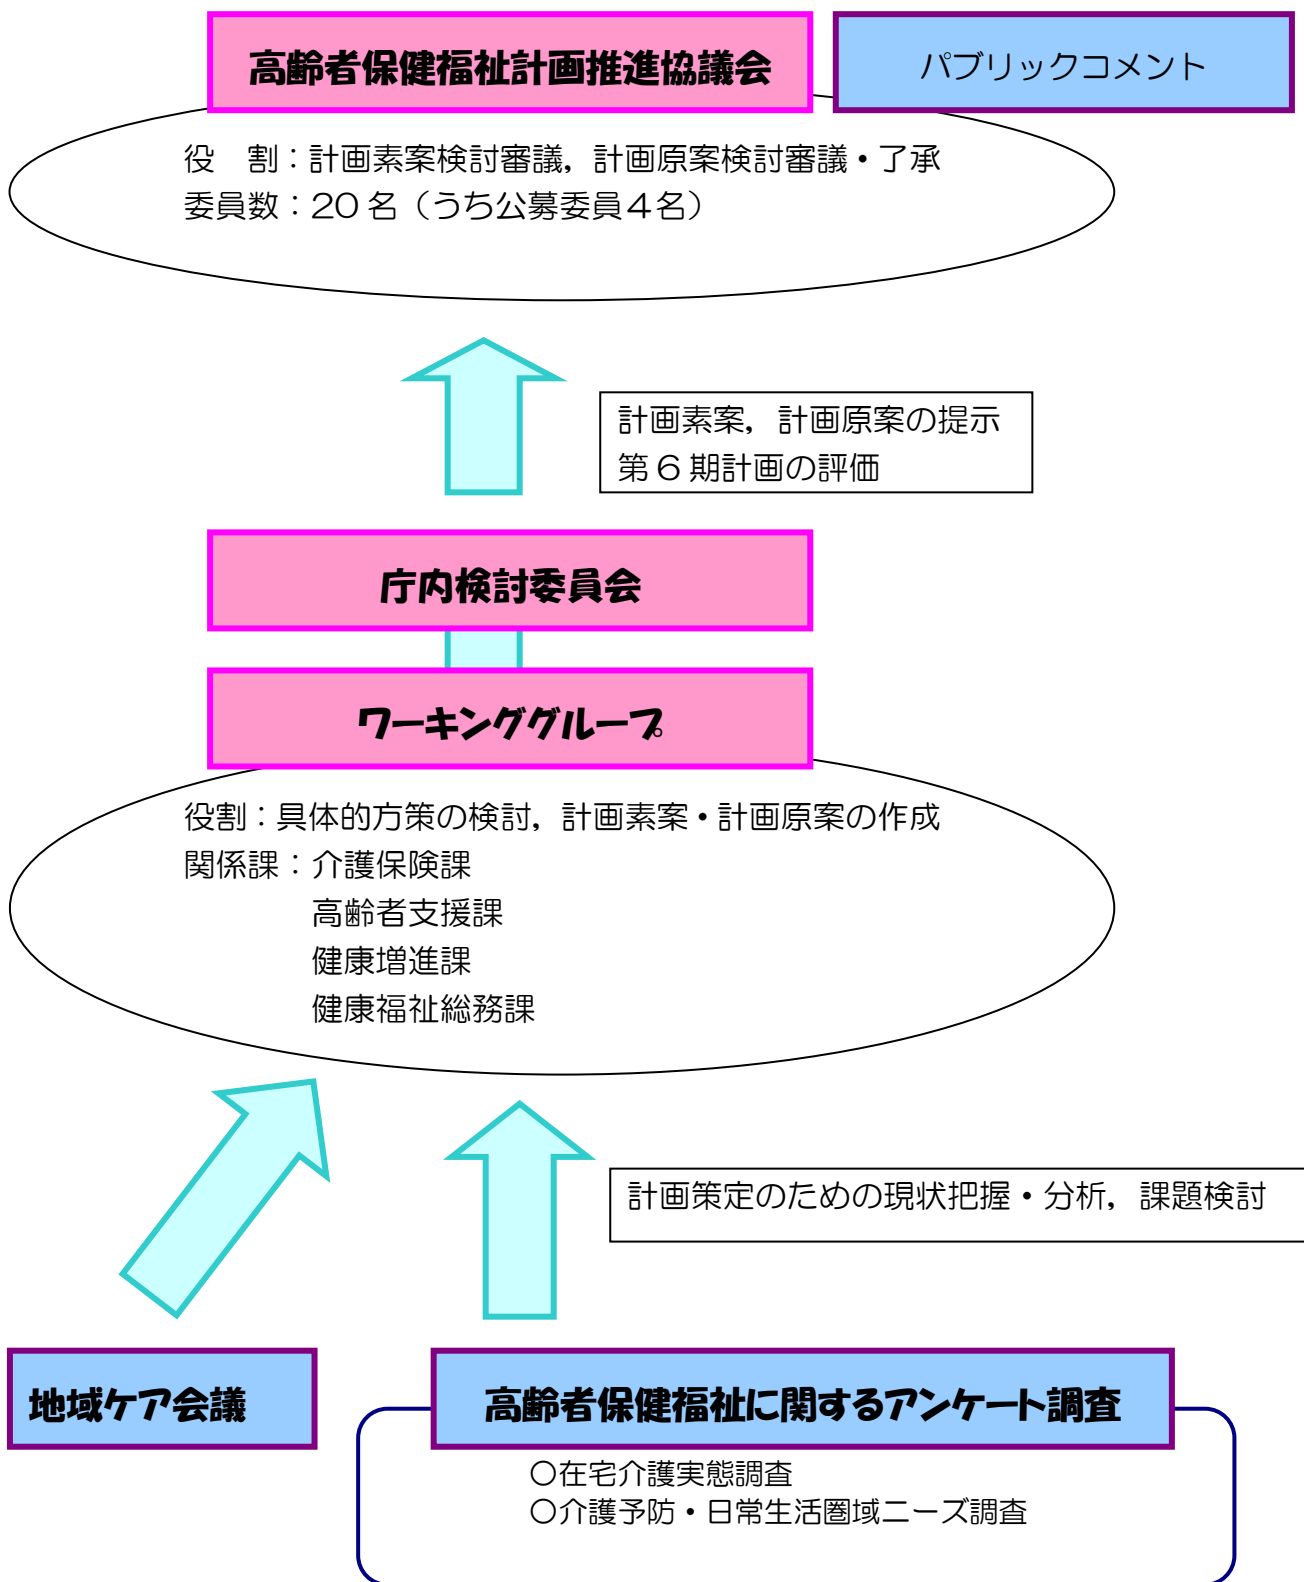 高齢者保健福祉計画推進協議会
パブリックコメント
役　割：計画素案検討審議，計画原案検討審議・了承
委員数：20名（うち公募委員４名）
計画素案，計画原案の提示
第６期計画の評価
庁内検討委員会
ワーキンググループ
役割：具体的方策の検討，計画素案・計画原案の作成
関係課：介護保険課
高齢者支援課
健康増進課
健康福祉総務課
計画策定のための現状把握・分析，課題検討
地域ケア会議
高齢者保健福祉に関するアンケート調査
○在宅介護実態調査
○介護予防・日常生活圏域ニーズ調査